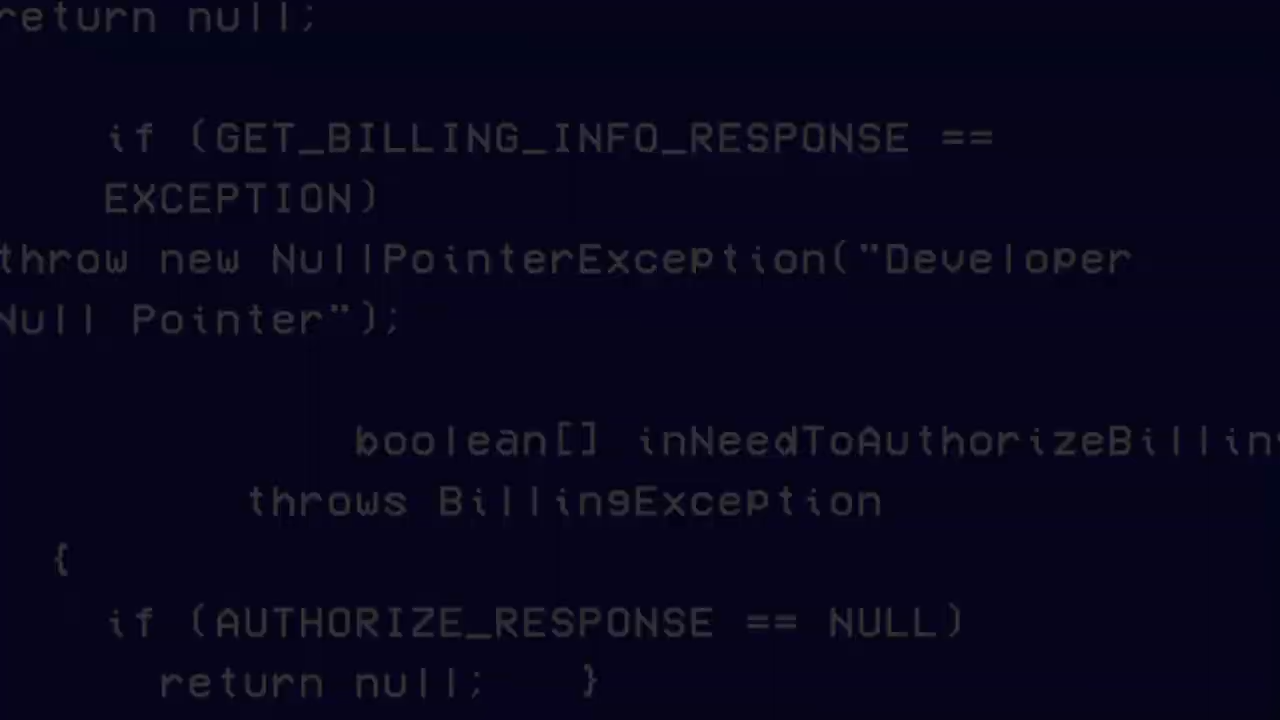 return null;
if (GET_BILLING_INFO_RESPONSE ==
EXCEPTION)
throw new NullPointerException("Developer
Null Pointer");
boolean[] inNeedToAuthorizeBilling
throws BillingException
{
if (AUTHORIZE_RESPONSE == NULL)
return null; }